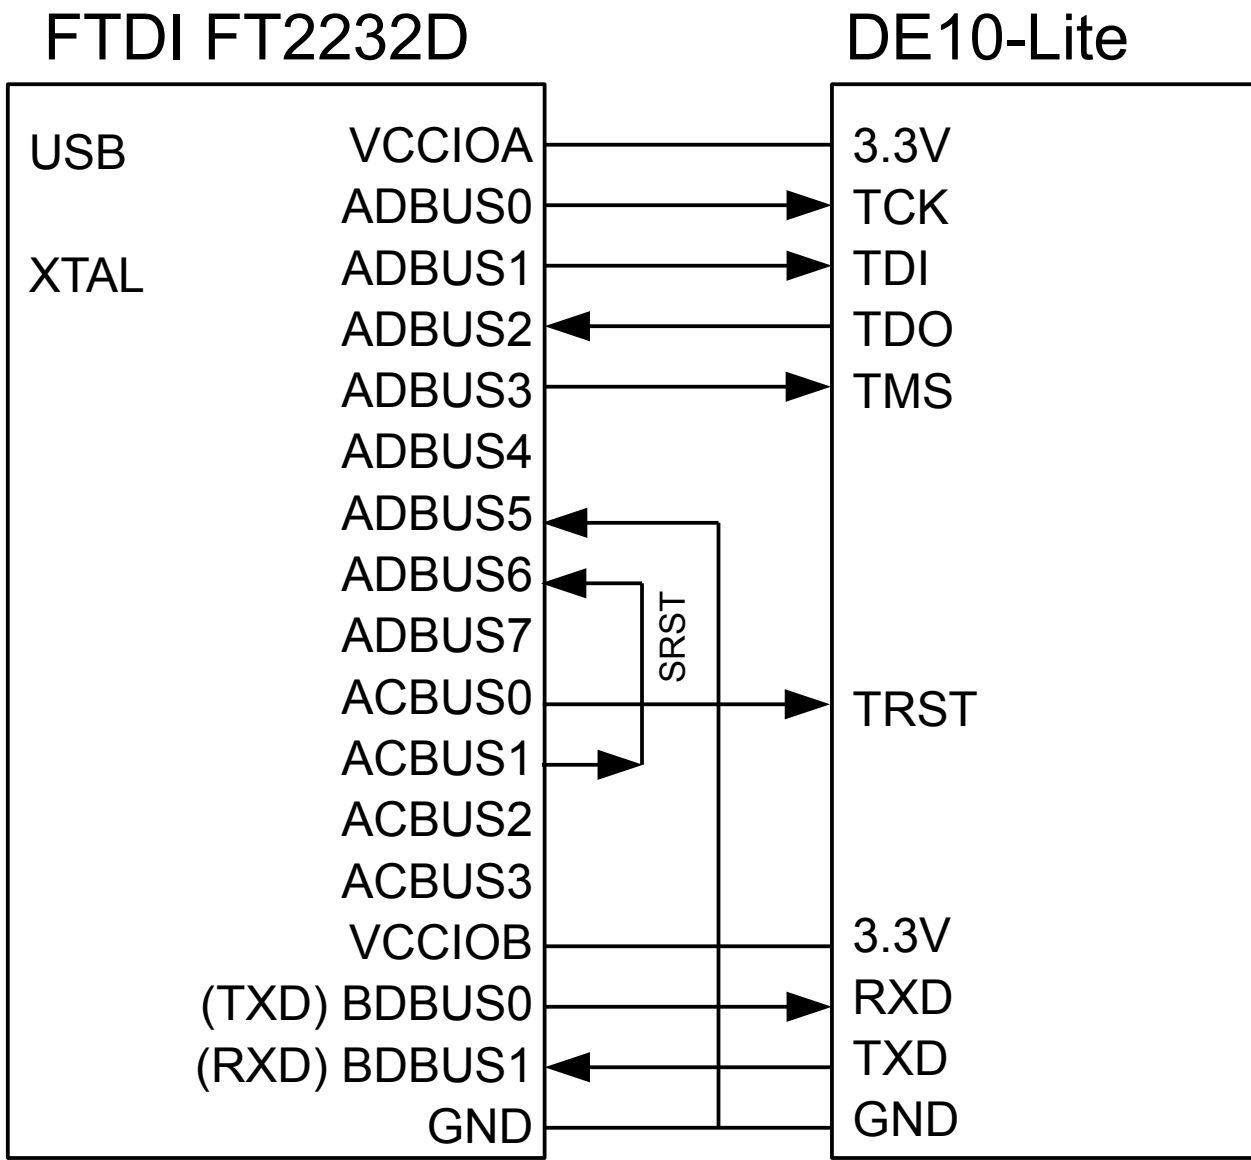 FTDI FT2232D
DE10-Lite
USB
XTAL
VCCIOA
ADBUS0
ADBUS1
ADBUS2
ADBUS3
ADBUS4
ADBUS5
ADBUS6
ADBUS7
ACBUS0
ACBUS1
ACBUS2
ACBUS3
VCCIOB
(TXD) BDBUS0
(RXD) BDBUS1
GND
SRST
3.3V
TCK
TDI
TDO
TMS
TRST
3.3V
RXD
TXD
GND